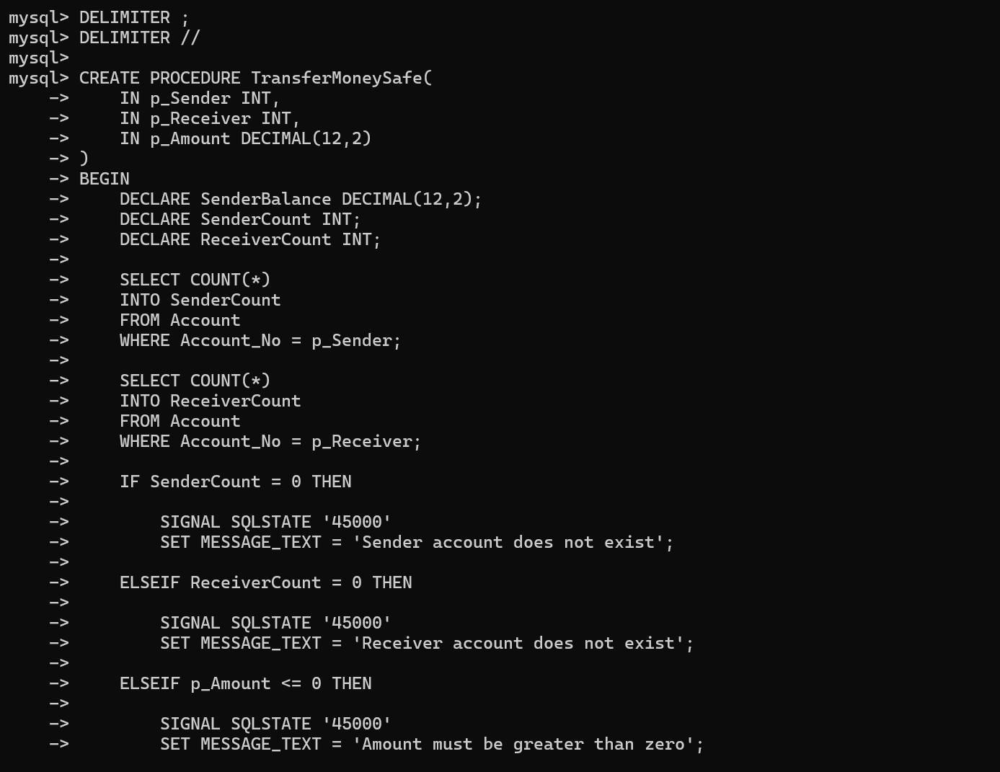 mysql> DELIMITER ;
mysql> DELIMITER //
mysql>
mysql> CREATE PROCEDURE TransferMoneySafe(
    ->     IN p_Sender INT,
    ->     IN p_Receiver INT,
    ->     IN p_Amount DECIMAL(12,2)
    -> )
    -> BEGIN
    ->     DECLARE SenderBalance DECIMAL(12,2);
    ->     DECLARE SenderCount INT;
    ->     DECLARE ReceiverCount INT;
    ->
    ->     SELECT COUNT(*)
    ->     INTO SenderCount
    ->     FROM Account
    ->     WHERE Account_No = p_Sender;
    ->
    ->     SELECT COUNT(*)
    ->     INTO ReceiverCount
    ->     FROM Account
    ->     WHERE Account_No = p_Receiver;
    ->
    ->     IF SenderCount = 0 THEN
    ->
    ->         SIGNAL SQLSTATE '45000'
    ->         SET MESSAGE_TEXT = 'Sender account does not exist';
    ->
    ->     ELSEIF ReceiverCount = 0 THEN
    ->
    ->         SIGNAL SQLSTATE '45000'
    ->         SET MESSAGE_TEXT = 'Receiver account does not exist';
    ->
    ->     ELSEIF p_Amount <= 0 THEN
    ->
    ->         SIGNAL SQLSTATE '45000'
    ->         SET MESSAGE_TEXT = 'Amount must be greater than zero';